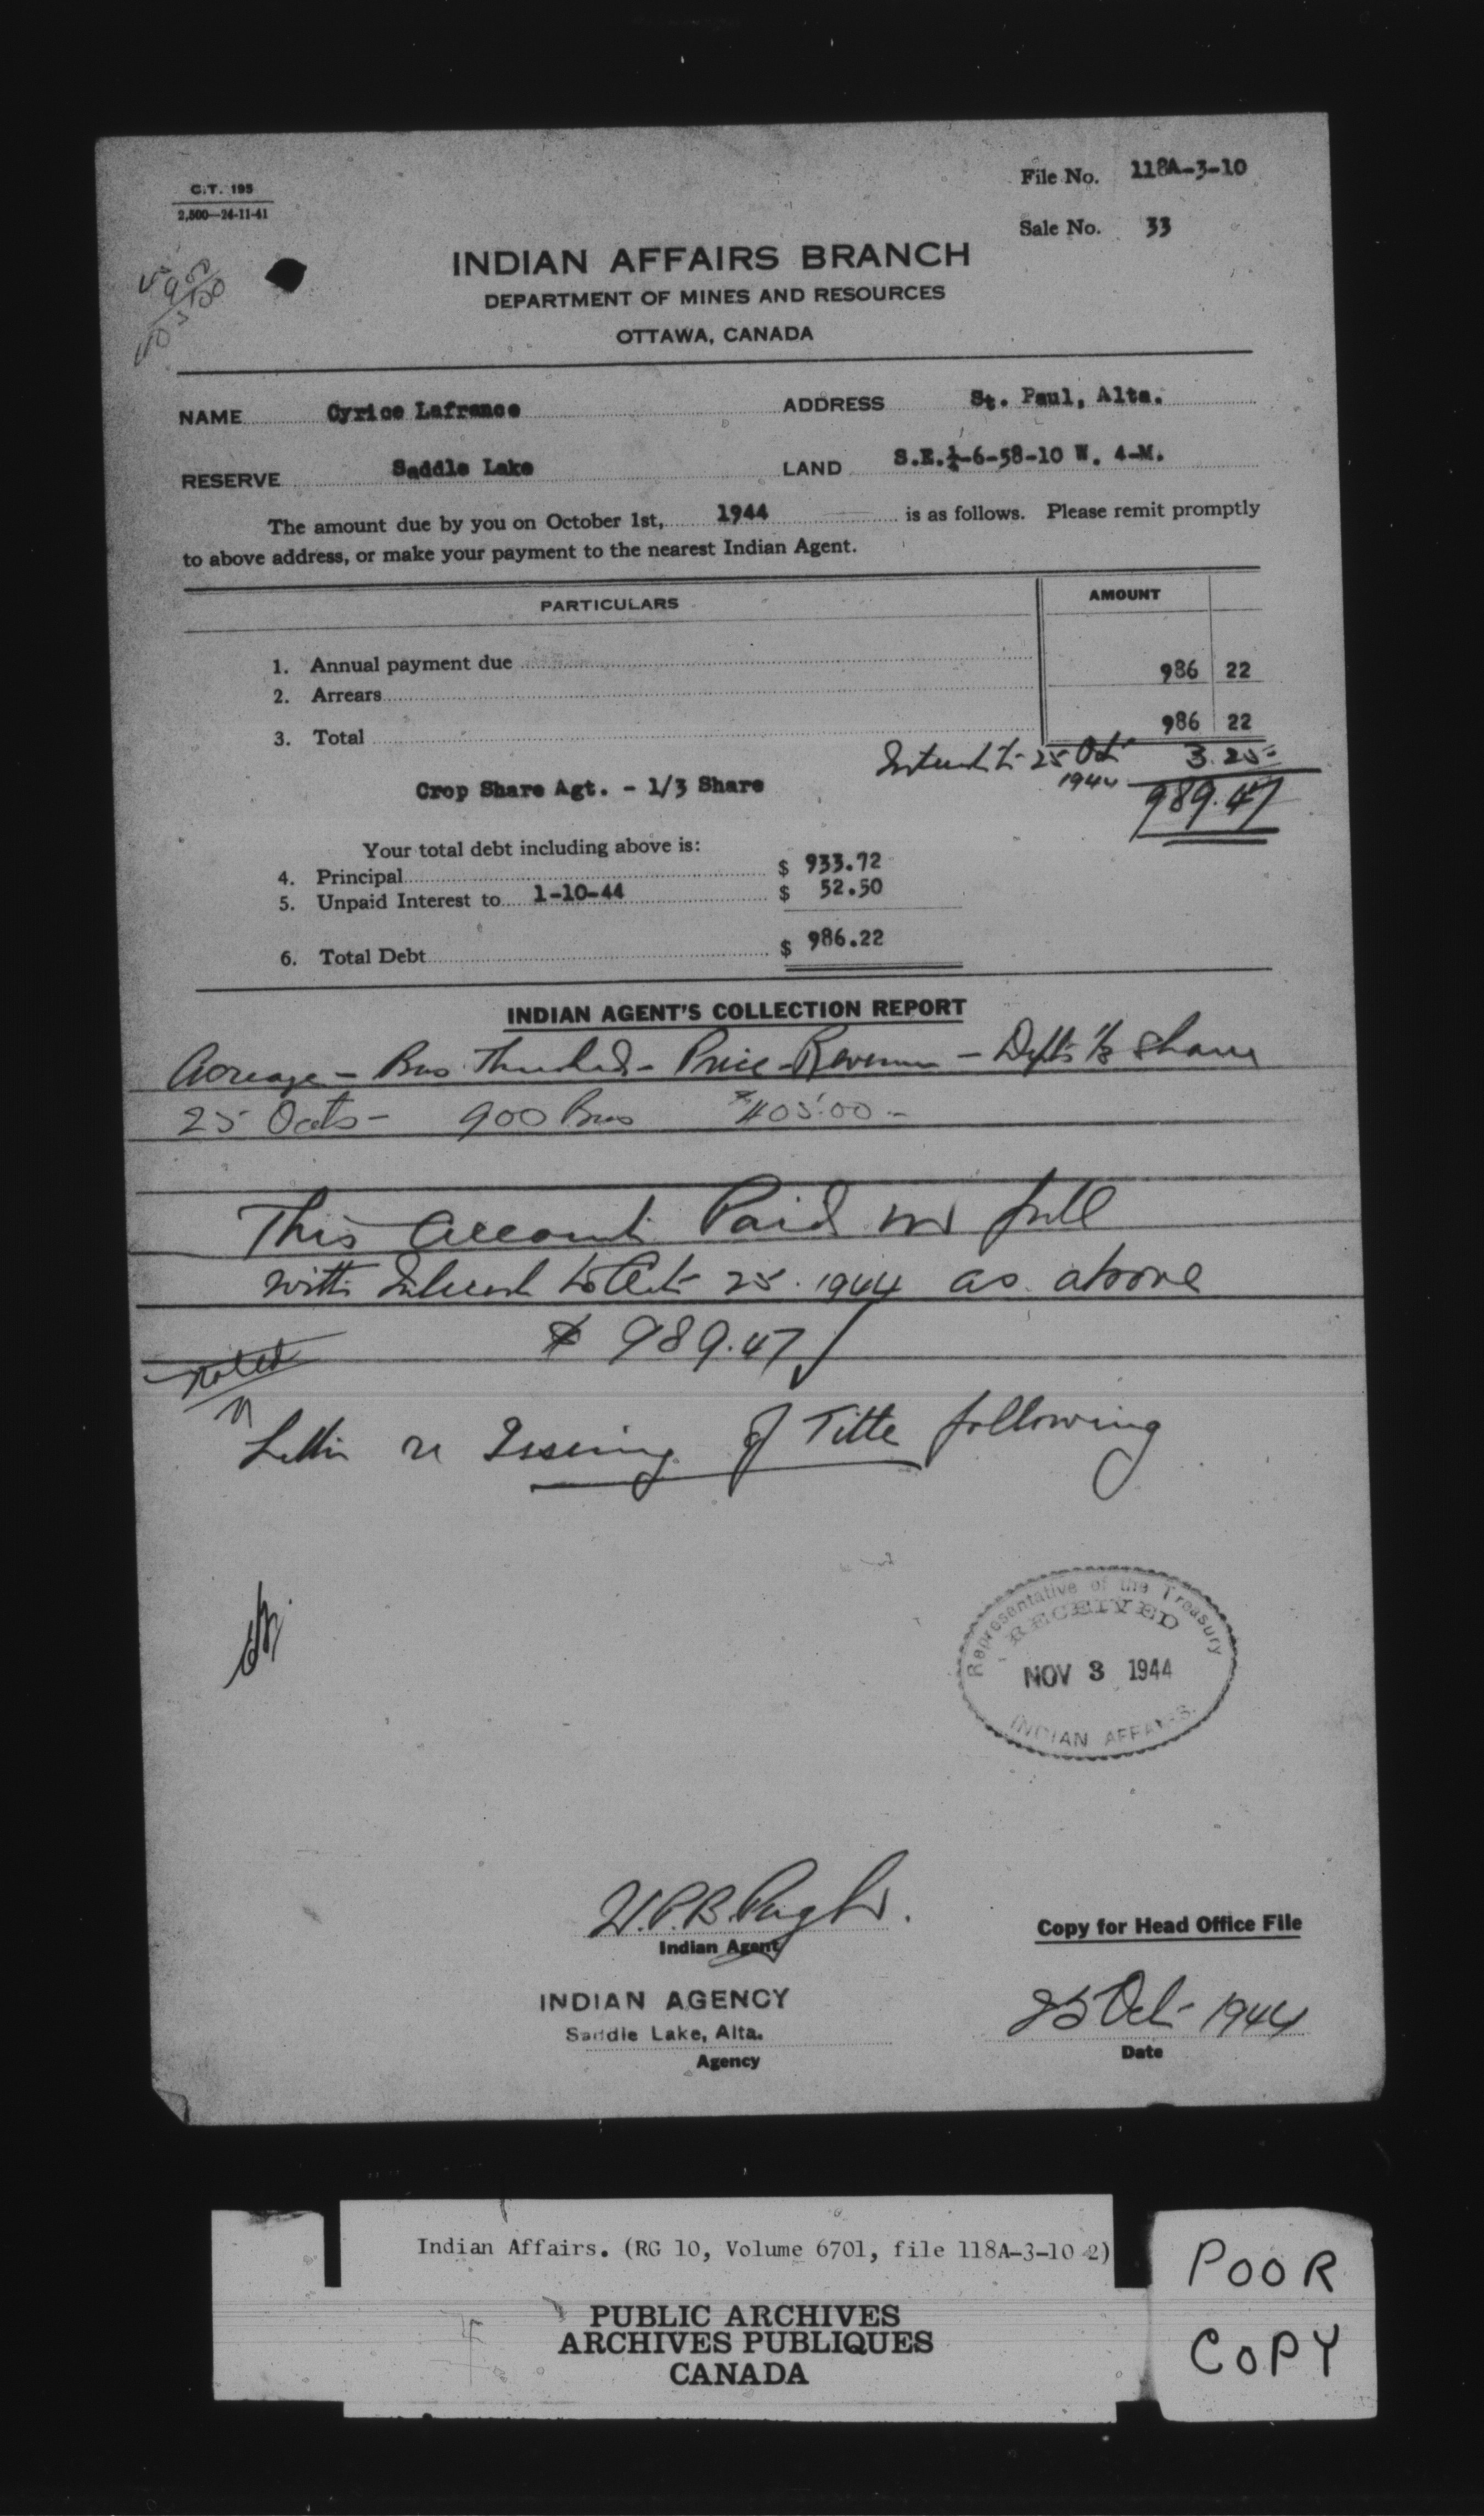 C.T. 195
2,500—24-11-41
File No. 118A-3-10
Sale No. 33
INDIAN AFFAIRS BRANCH
DEPARTMENT OF MINES AND RESOURCES
OTTAWA, CANADA
NAME Cyrice Lafrance ADDRESS St. Paul, Alta.
RESERVE Saddle Lake LAND S.E.¼-6-58-10 W. 4-M.
The amount due by you on October 1st, 1944 is as follows. Please remit promptly
to above address, or make your payment to the nearest Indian Agent.
PARTICULARS AMOUNT
1. Annual payment due
986 22
2. Arrears
3. Total 986 22
Interest to 25 Oct 1944 3.25
989.47
Crop Share Agt. - 1/3 Share
Your total debt including above is:
4. Principal $ 933.72
5. Unpaid Interest to 1-10-44 $ 52.50
6. Total Debt $ 986.22
INDIAN AGENT'S COLLECTION REPORT
Acreage - Bus Threshed - Price - Revenue - Depts 1/3 Share
25 Oats - 900 Bus $405.00 -
This Account Paid in full
with Interest to Oct 25. 1944 as above
$ 989.47
noted
Letter re Issuing of Title following
Representative of the Treasury
RECEIVED
NOV 3 1944
INDIAN AFFAIRS.
W.P.B. Pugh.
Indian Agent
Copy for Head Office File
INDIAN AGENCY
Saddle Lake, Alta.
Agency
25 Oct - 1944
Date
Indian Affairs. (RG 10, Volume 6701, file 118A-3-10 2)
PUBLIC ARCHIVES
ARCHIVES PUBLIQUES
CANADA
POOR
COPY